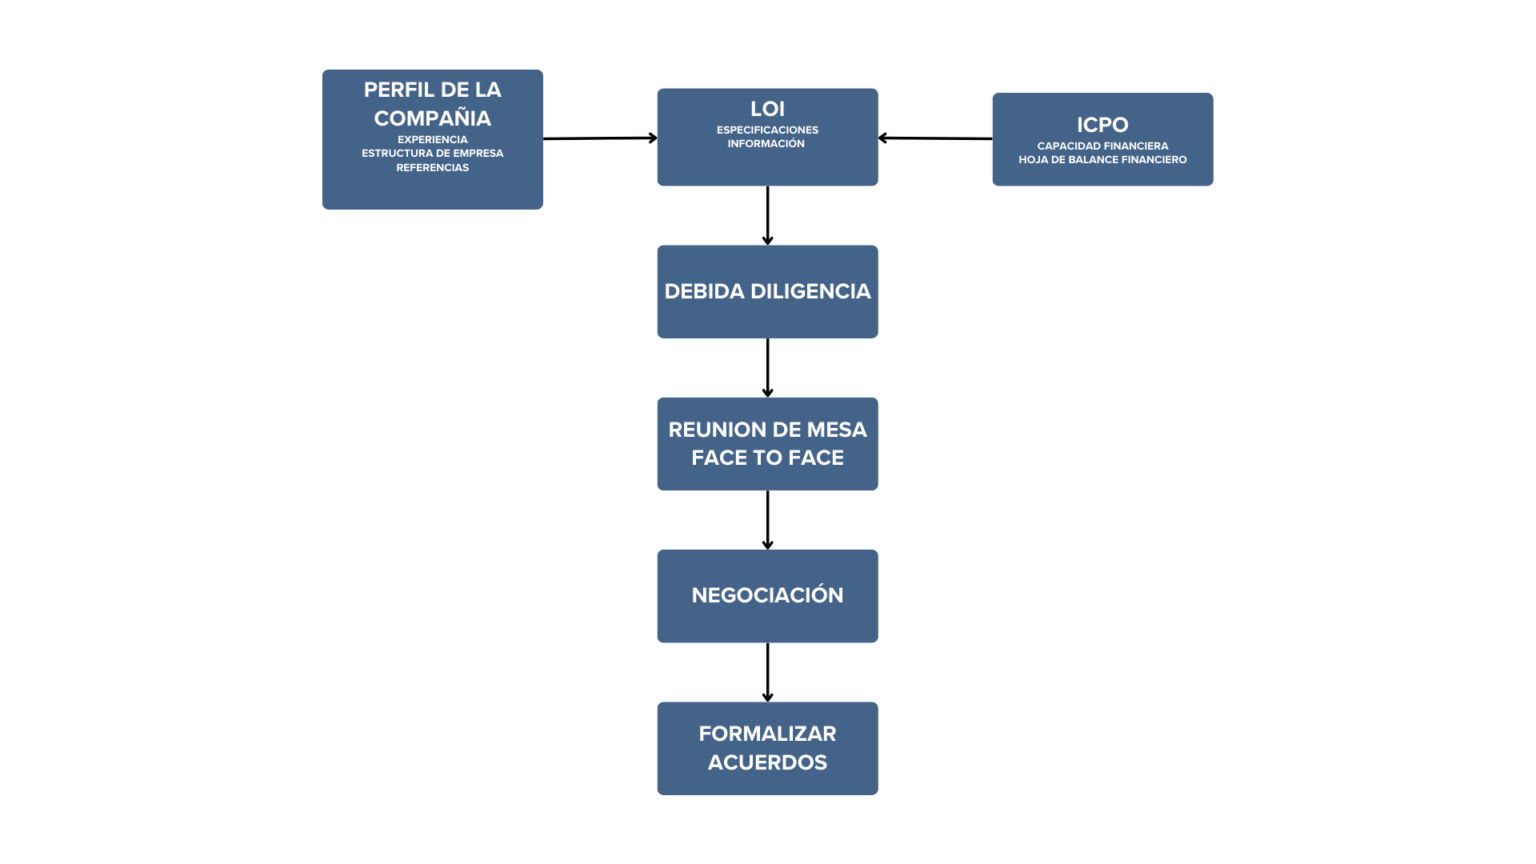 PERFIL DE LA
COMPAÑIA
EXPERIENCIA
ESTRUCTURA DE EMPRESA
REFERENCIAS
LOI
ESPECIFICACIONES
INFORMACIÓN
ICPO
CAPACIDAD FINANCIERA
HOJA DE BALANCE FINANCIERO
DEBIDA DILIGENCIA
REUNION DE MESA
FACE TO FACE
NEGOCIACIÓN
FORMALIZAR
ACUERDOS